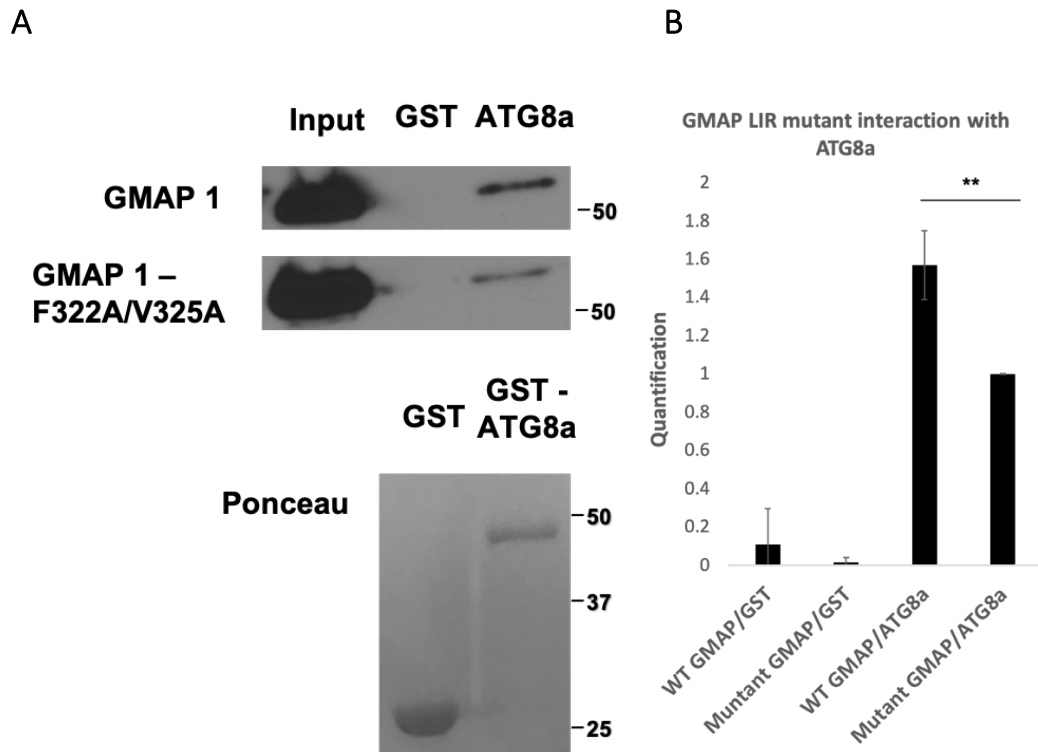 A
Input GST ATG8a
GMAP 1
–50
GMAP 1 –
F322A/V325A
–50
GST
GST -
ATG8a
Ponceau
–50
–37
–25
B
GMAP LIR mutant interaction with
ATG8a
**
Quantification
2
1.8
1.6
1.4
1.2
1
0.8
0.6
0.4
0.2
0
WT GMAP/GST
Muntant GMAP/GST
WT GMAP/ATG8a
Mutant GMAP/ATG8a